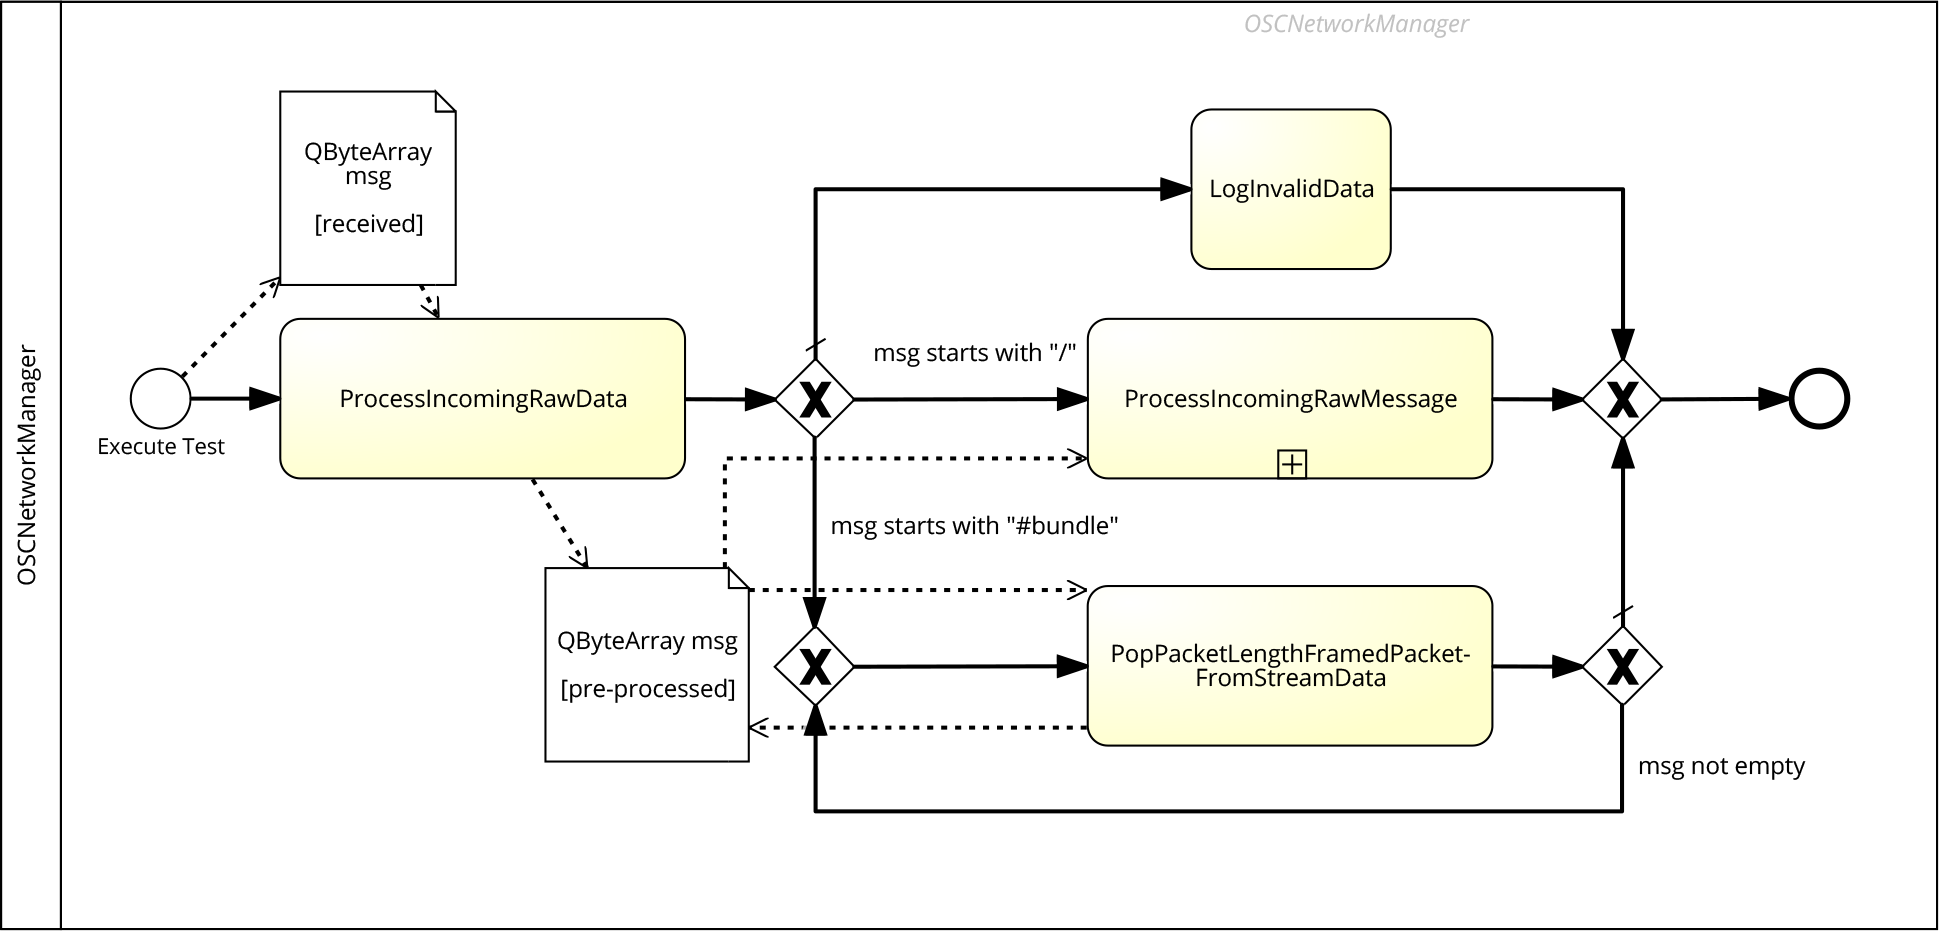 OSCNetworkManager
OSCNetworkManager
QByteArray
msg
[received]
LogInvalidData
msg starts with "/"
ProcessIncomingRawData
ProcessIncomingRawMessage
Execute Test
msg starts with "#bundle"
QByteArray msg
[pre-processed]
PopPacketLengthFramedPacket-
FromStreamData
msg not empty